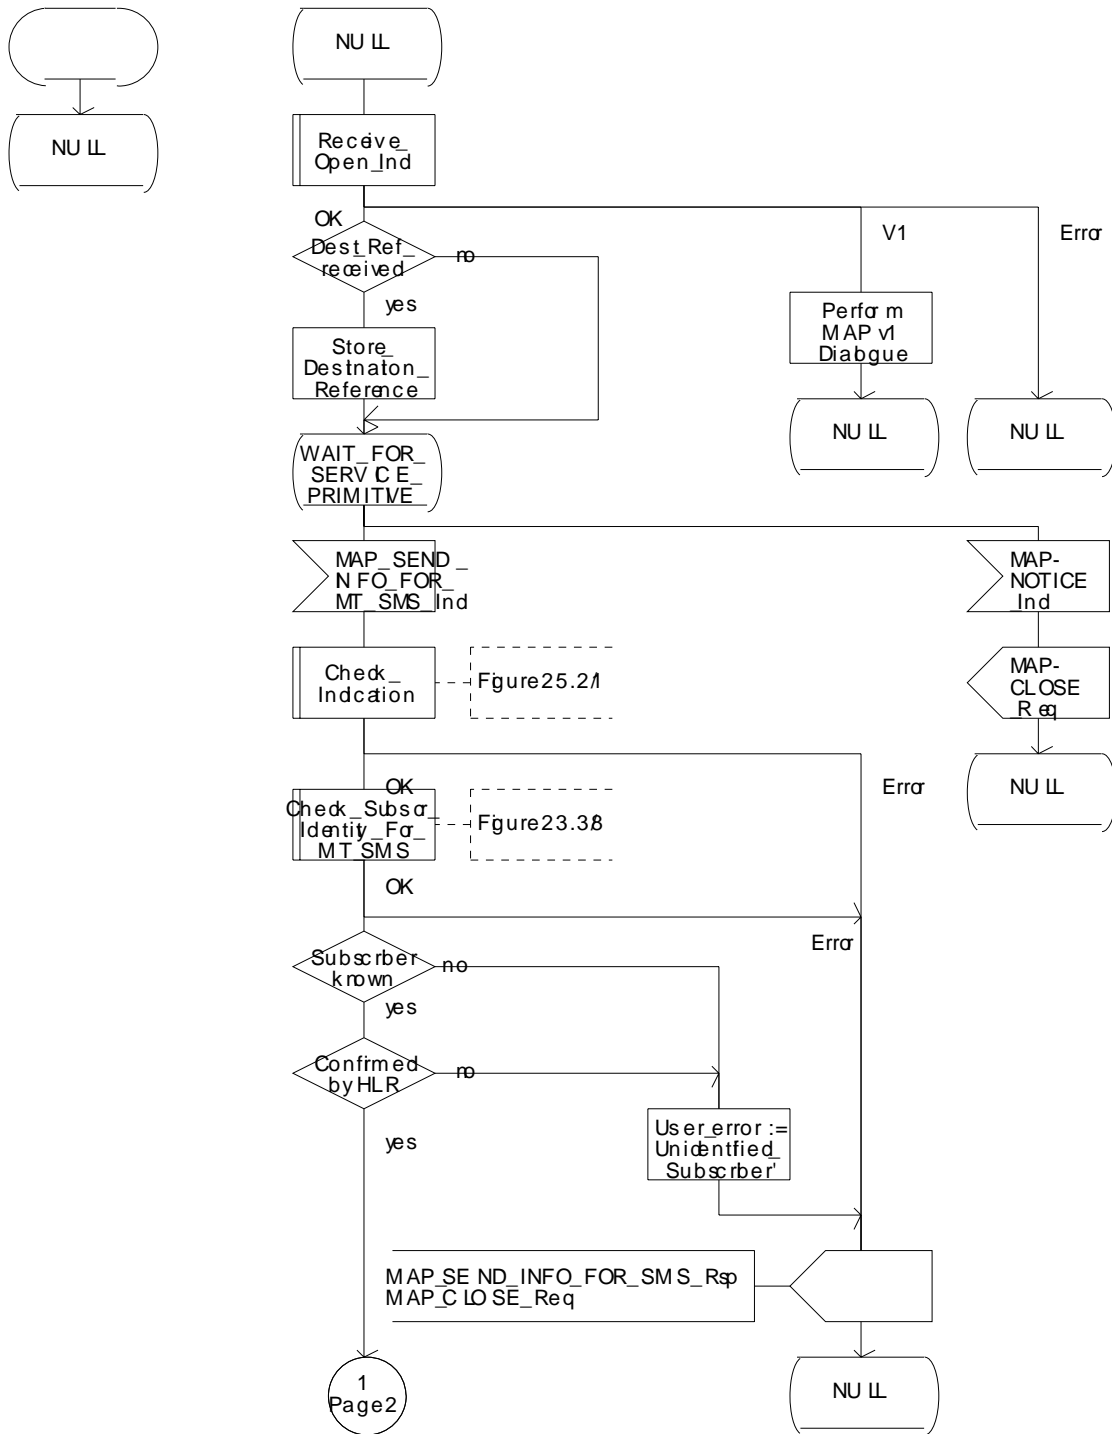 NULL
NULL
Receive_
Open_Ind
OK
V1
Error
Dest_Ref_
received
no
yes
Perform
MAP v1
Dialogue
Store_
Destination_
Reference
NULL
NULL
WAIT_FOR_
SERVICE_
PRIMITIVE
MAP_SEND_
INFO_FOR_
MT_SMS_Ind
MAP-
NOTICE
_Ind
Check_
Indication
Figure 25.2/1
MAP-
CLOSE
_Req
OK
Error
NULL
Check_Subscr_
Identity_For_
MT_SMS
Figure 23.3/8
OK
Error
Subscriber
known
no
yes
Confirmed
by HLR
no
yes
User_error :=
Unidentified_
Subscriber'
MAP_SEND_INFO_FOR_SMS_Rsp
MAP_CLOSE_Req
1
Page2
NULL